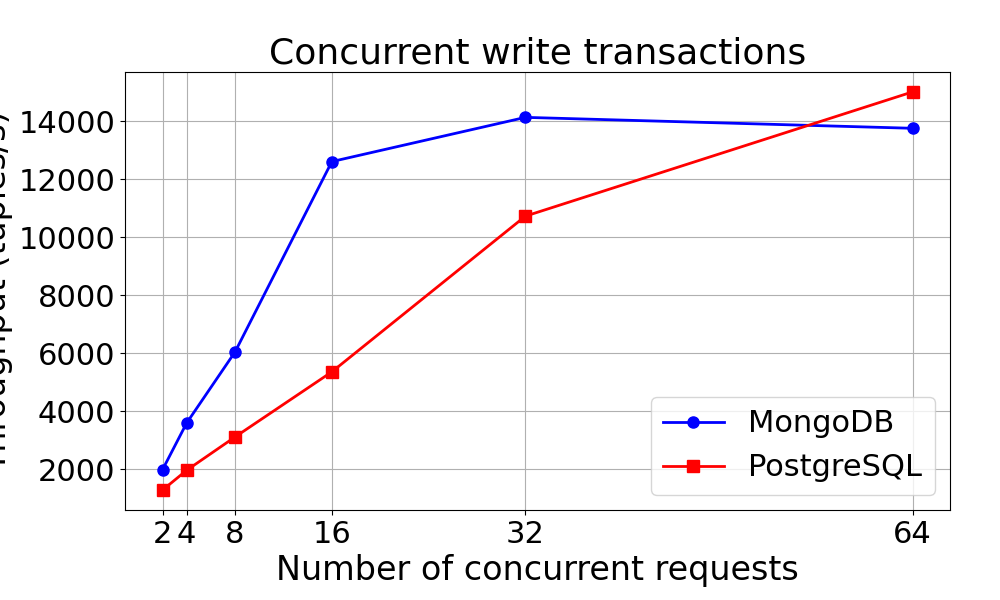 Concurrent write transactions
14000
12000
10000
8000
6000
4000
2000
MongoDB
PostgreSQL
2 4 8 16 32 64
Number of concurrent requests